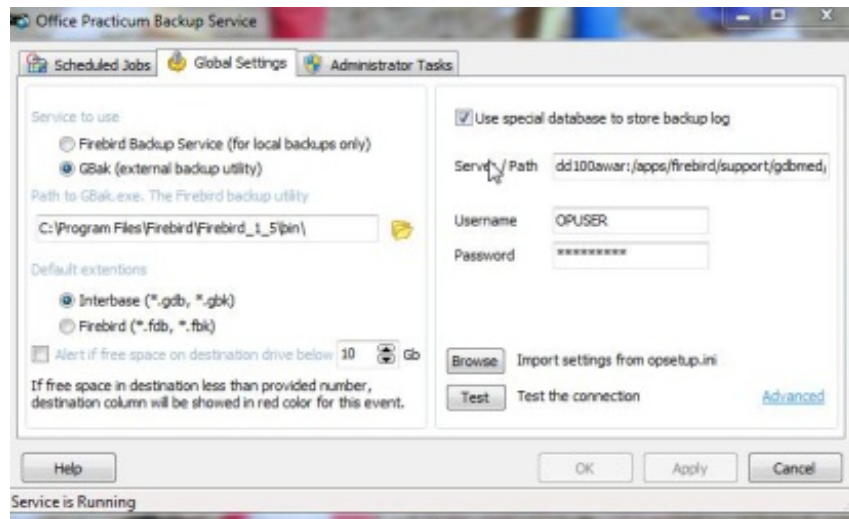 Office Practicum Backup Service
Scheduled Jobs
Global Settings
Administrator Tasks
Service to use
Firebird Backup Service (for local backups only)
GBak (external backup utility)
Path to GBak.exe. The Firebird backup utility
C:\Program Files\Firebird\Firebird_1_5\bin\
Default extentions
Interbase (*.gdb, *.gbk)
Firebird (*.fdb, *.fbk)
Alert if free space on destination drive below 10 Gb
If free space in destination less than provided number,
destination column will be showed in red color for this event.
Use special database to store backup log
Server / Path dd100awar:/apps/firebird/support/gdbmed,
Username OPUSER
Password *********
Browse Import settings from opsetup.ini
Test Test the connection Advanced
Help OK Apply Cancel
Service is Running